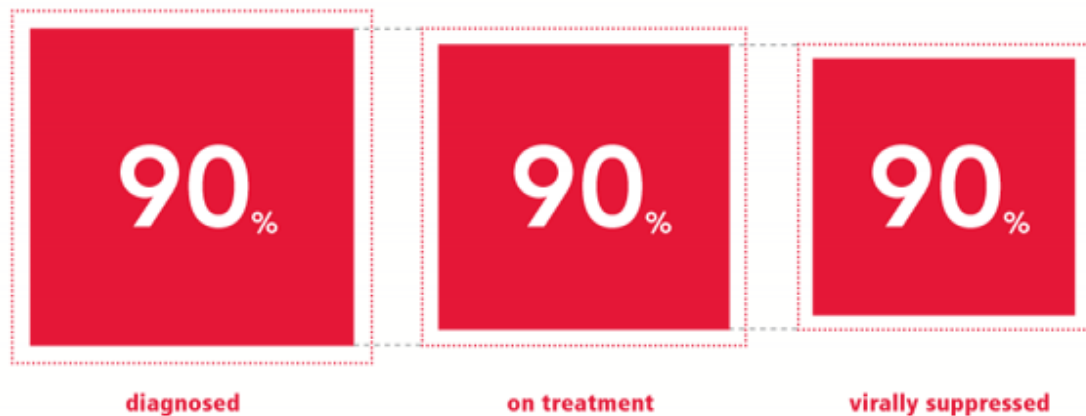 90%
90%
90%
diagnosed
on treatment
virally suppressed